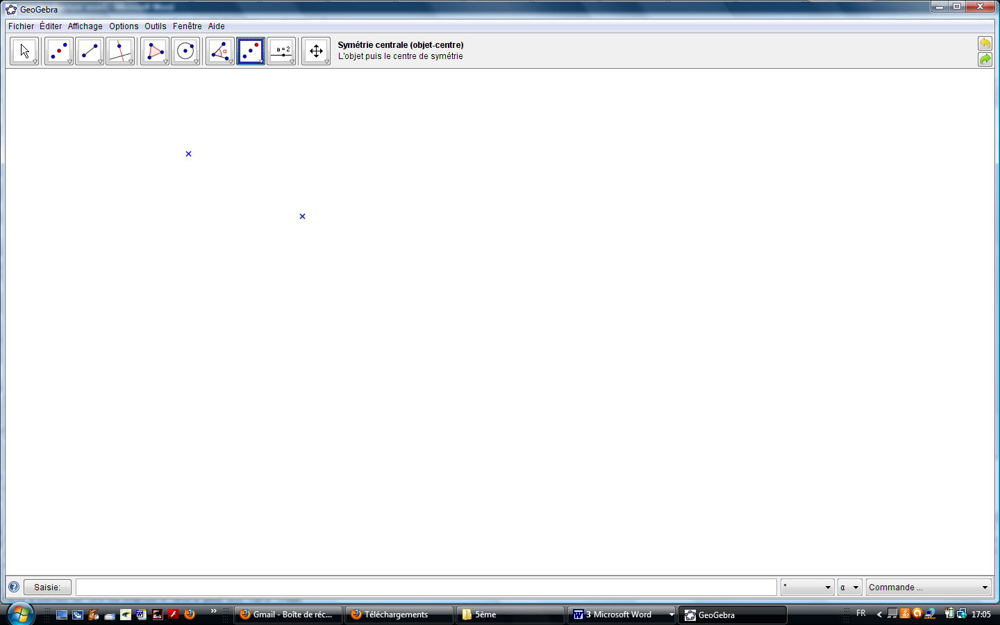 GeoGebra
Fichier Éditer Affichage Options Outils Fenêtre Aide
α
a = 2
Symétrie centrale (objet-centre)
L'objet puis le centre de symétrie
Saisie:
°
α
Commande ...
Gmail - Boîte de réc...
Téléchargements
5ème
3 Microsoft Word
GeoGebra
FR
17:05